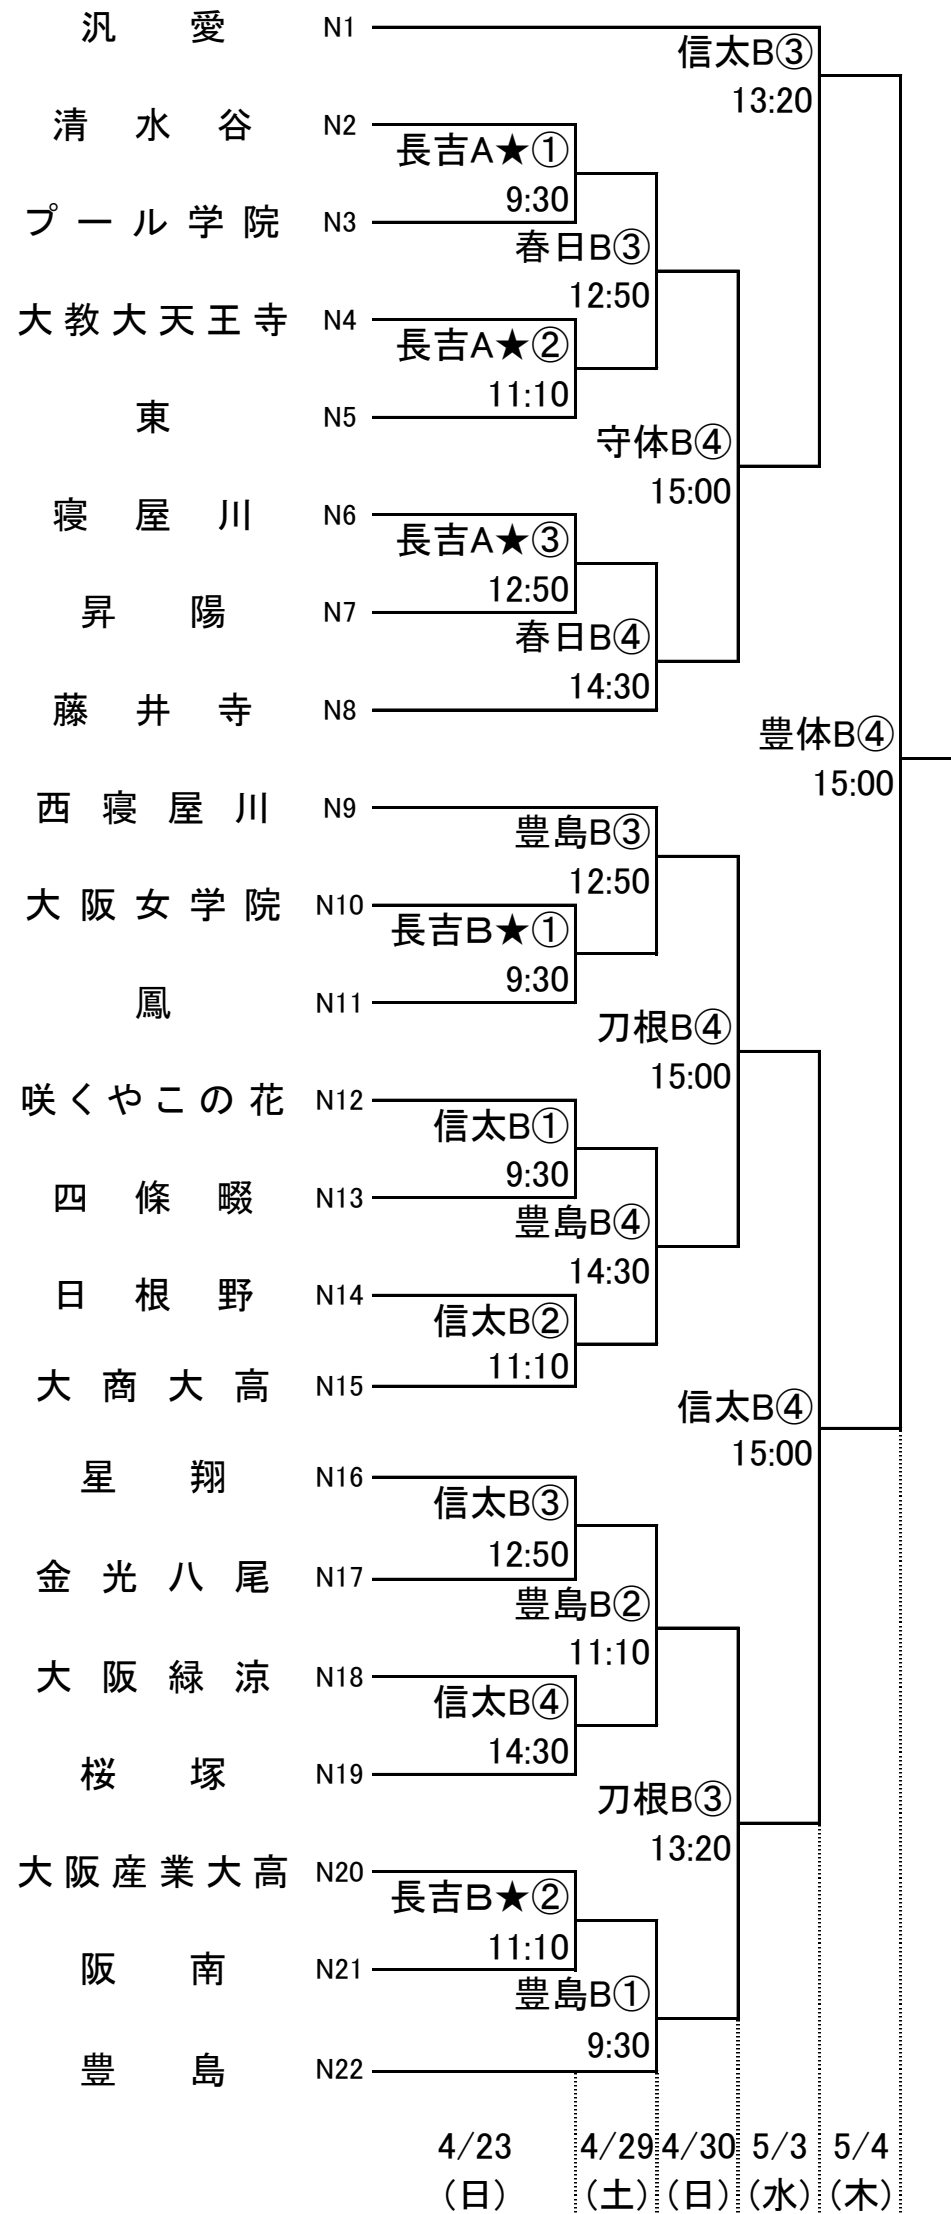 汎愛 N1
信太B③
13:20
清水谷 N2
長吉A★①
9:30
プール学院 N3
春日B③
12:50
大教大天王寺 N4
長吉A★②
11:10
東 N5
守体B④
15:00
寝屋川 N6
長吉A★③
12:50
昇陽 N7
春日B④
14:30
藤井寺 N8
豊体B④
15:00
西寝屋川 N9
豊島B③
12:50
大阪女学院 N10
長吉B★①
9:30
鳳 N11
刀根B④
15:00
咲くやこの花 N12
信太B①
9:30
四條畷 N13
豊島B④
14:30
日根野 N14
信太B②
11:10
大商大高 N15
信太B④
15:00
星翔 N16
信太B③
12:50
金光八尾 N17
豊島B②
11:10
大阪緑涼 N18
信太B④
14:30
桜塚 N19
刀根B③
13:20
大阪産業大高 N20
長吉B★②
11:10
阪南 N21
豊島B①
9:30
豊島 N22
4/23 4/29 4/30 5/3 5/4
(日) (土) (日) (水) (木)